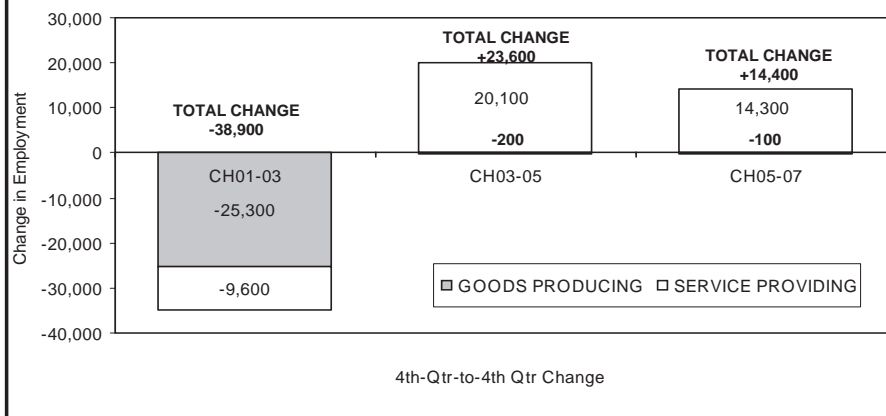 30,000
20,000
10,000
0
-10,000
-20,000
-30,000
-40,000
Change in Employment
TOTAL CHANGE
-38,900
CH01-03
-25,300
-9,600
TOTAL CHANGE
+23,600
20,100
-200
CH03-05
TOTAL CHANGE
+14,400
14,300
-100
CH05-07
GOODS PRODUCING SERVICE PROVIDING
4th-Qtr-to-4th Qtr Change